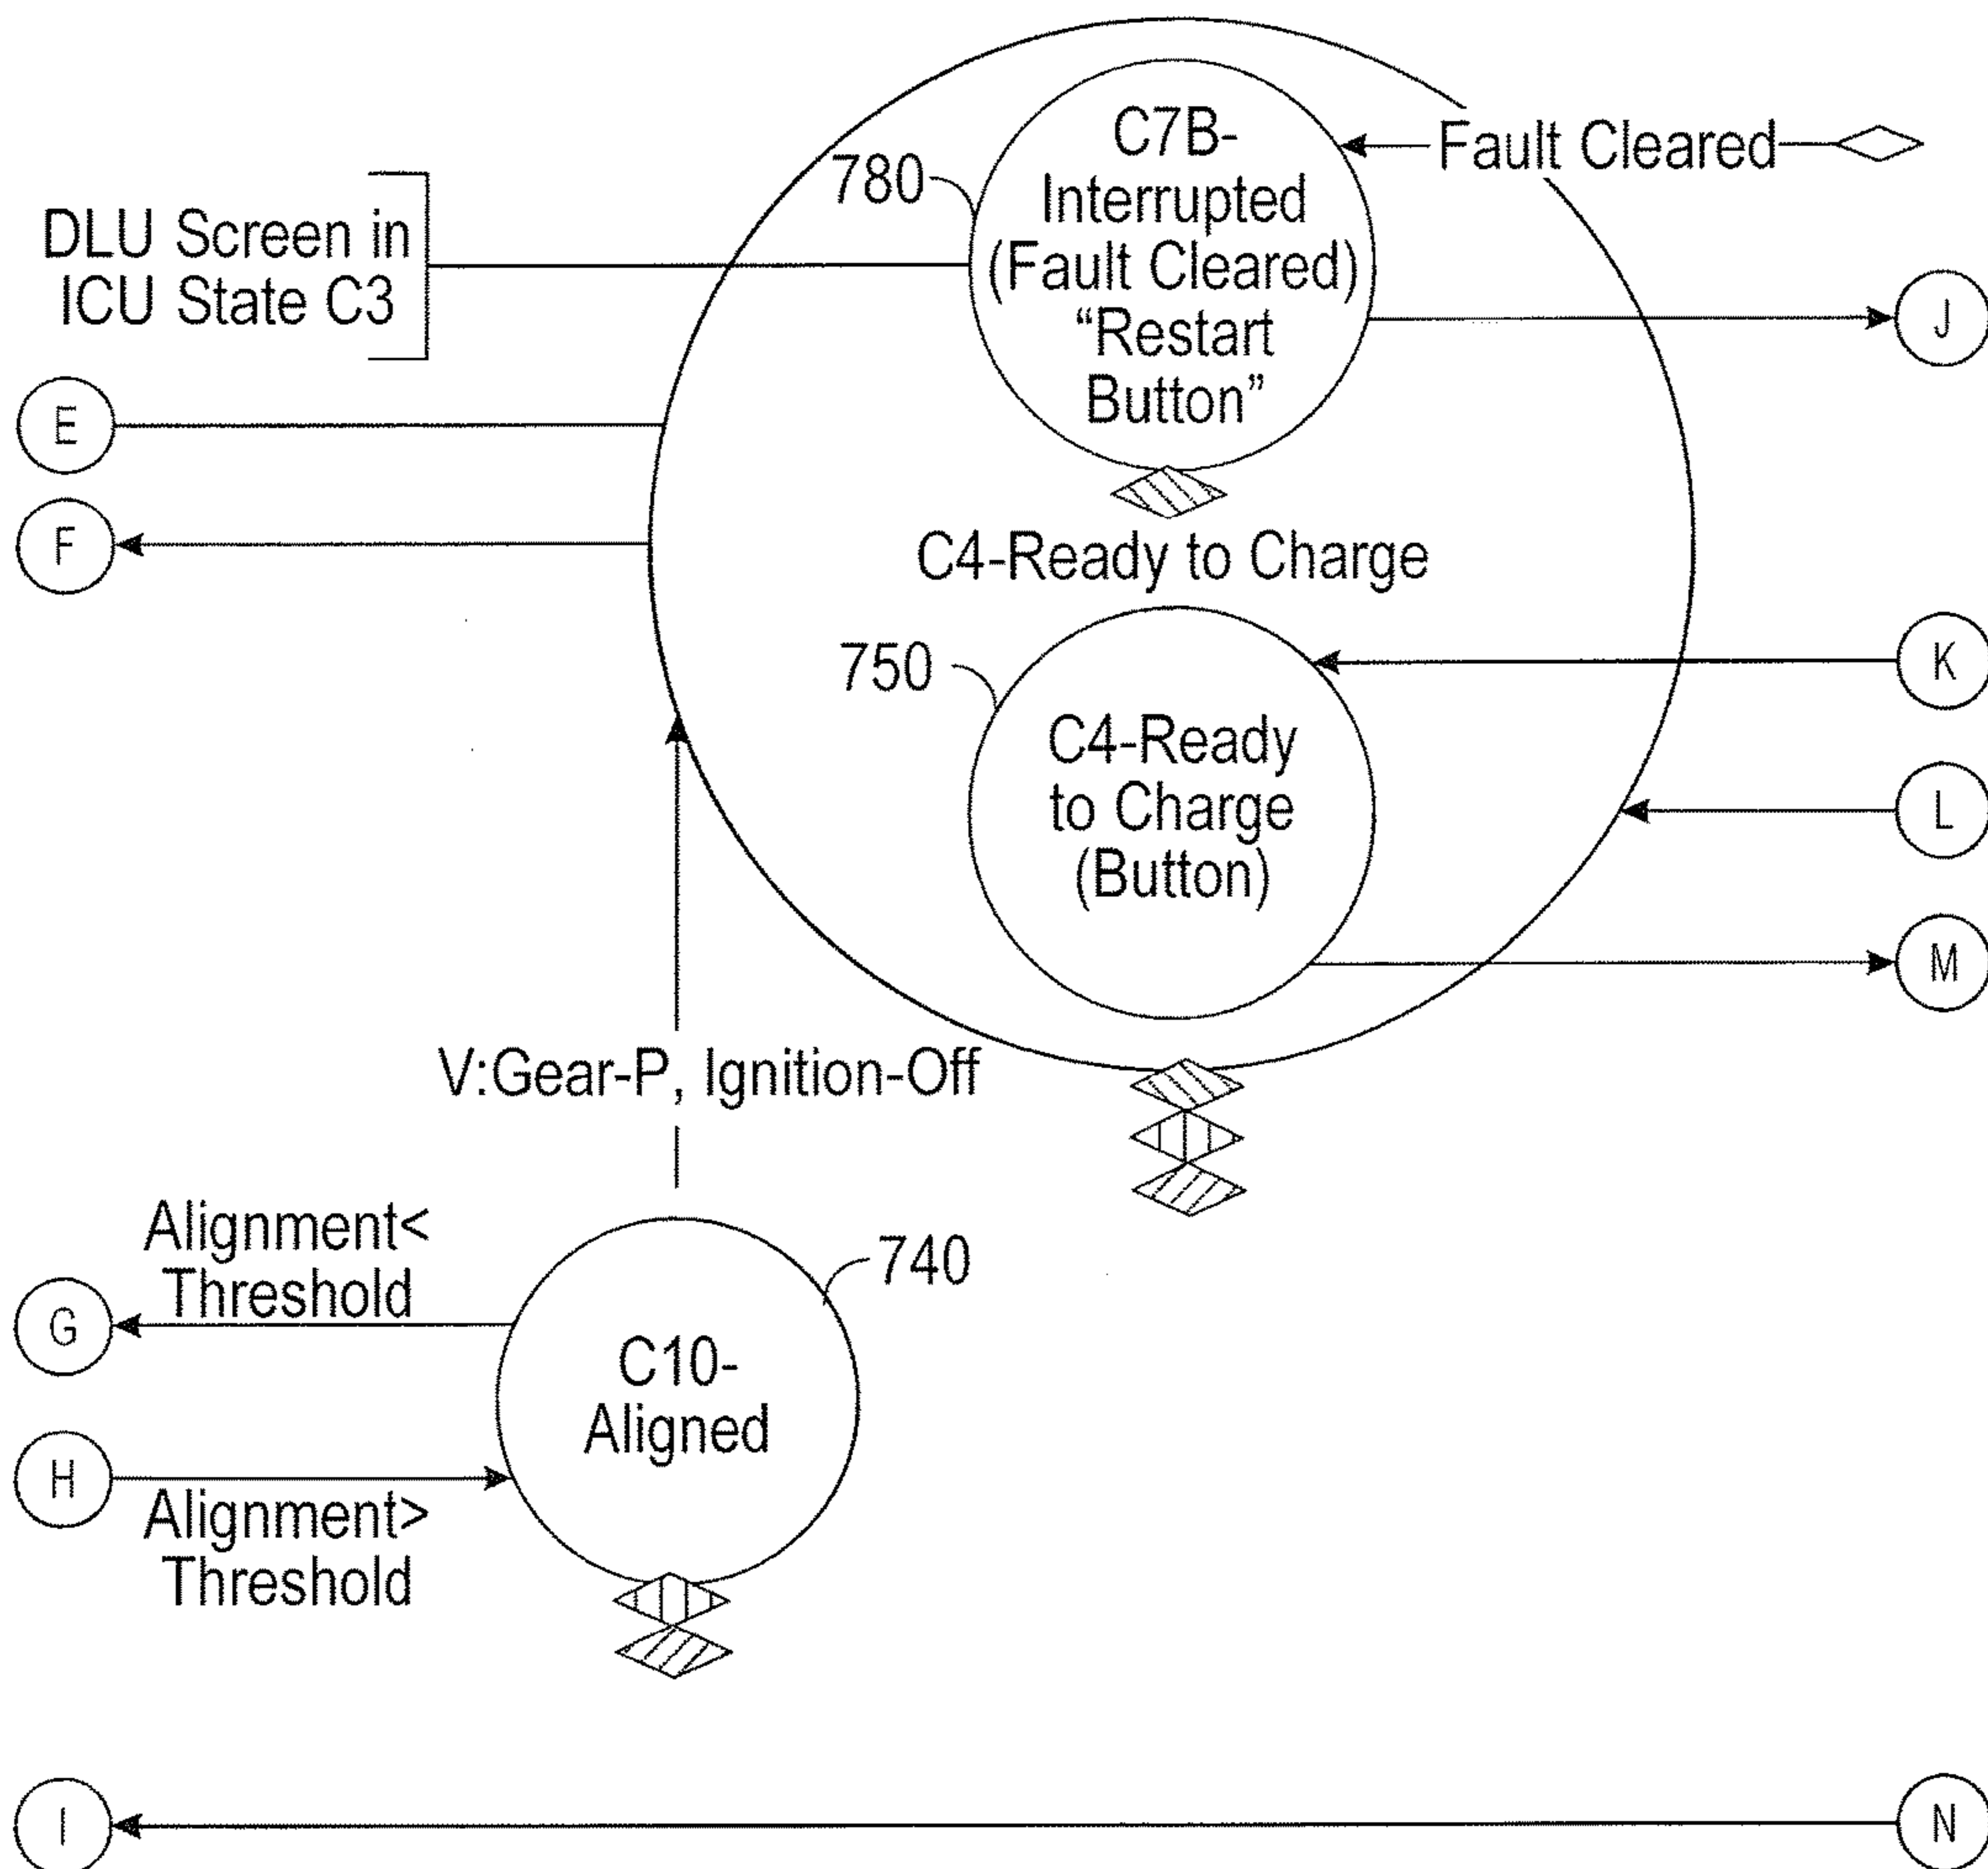 C7B-
Interrupted
(Fault Cleared)
“Restart
Button”
780
Fault Cleared
DLU Screen in
ICU State C3
J
E
F
C4-Ready to Charge
750
C4-Ready
to Charge
(Button)
K
L
M
V:Gear-P, Ignition-Off
Alignment<
Threshold
740
G
C10-
Aligned
H
Alignment>
Threshold
I
N